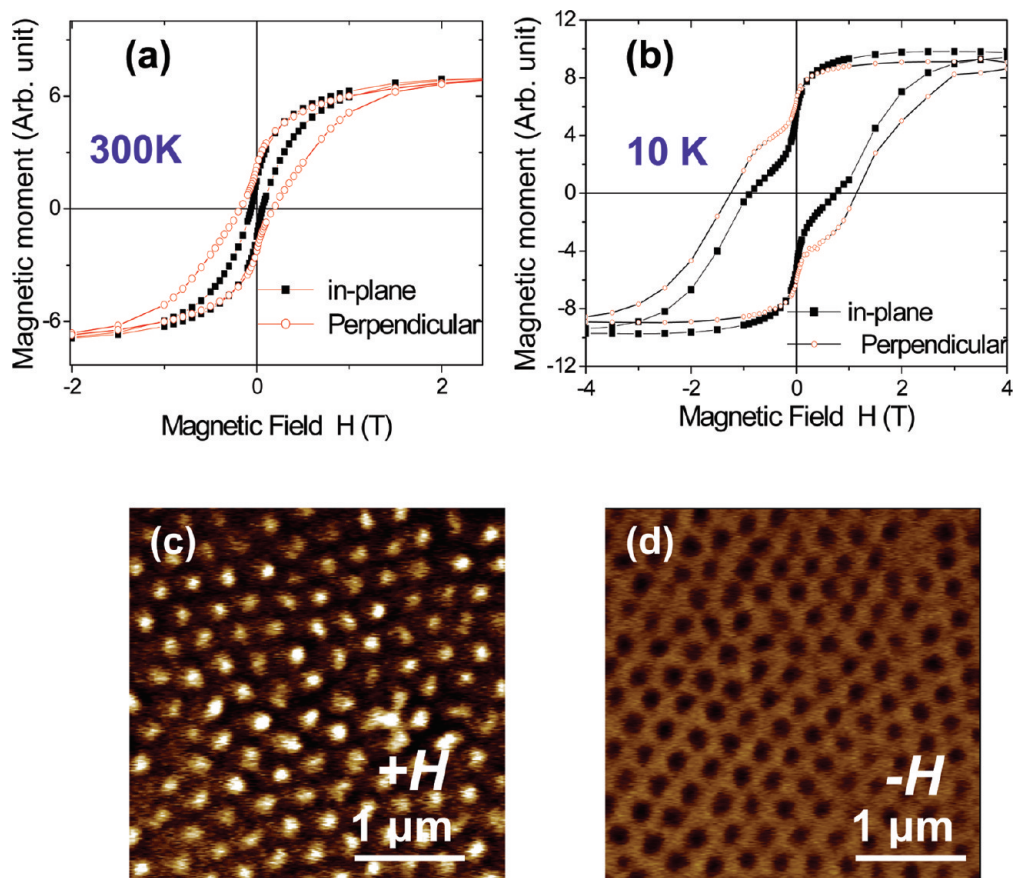 (a)
300K
Magnetic moment (Arb. unit)
6
0
-6
in-plane
Perpendicular
-2
0
2
Magnetic Field H (T)
(b)
10 K
Magnetic moment (Arb. unit)
12
8
4
0
-4
-8
-12
in-plane
Perpendicular
-4
-2
0
2
4
Magnetic Field H (T)
(c)
+H
1 μm
(d)
-H
1 μm